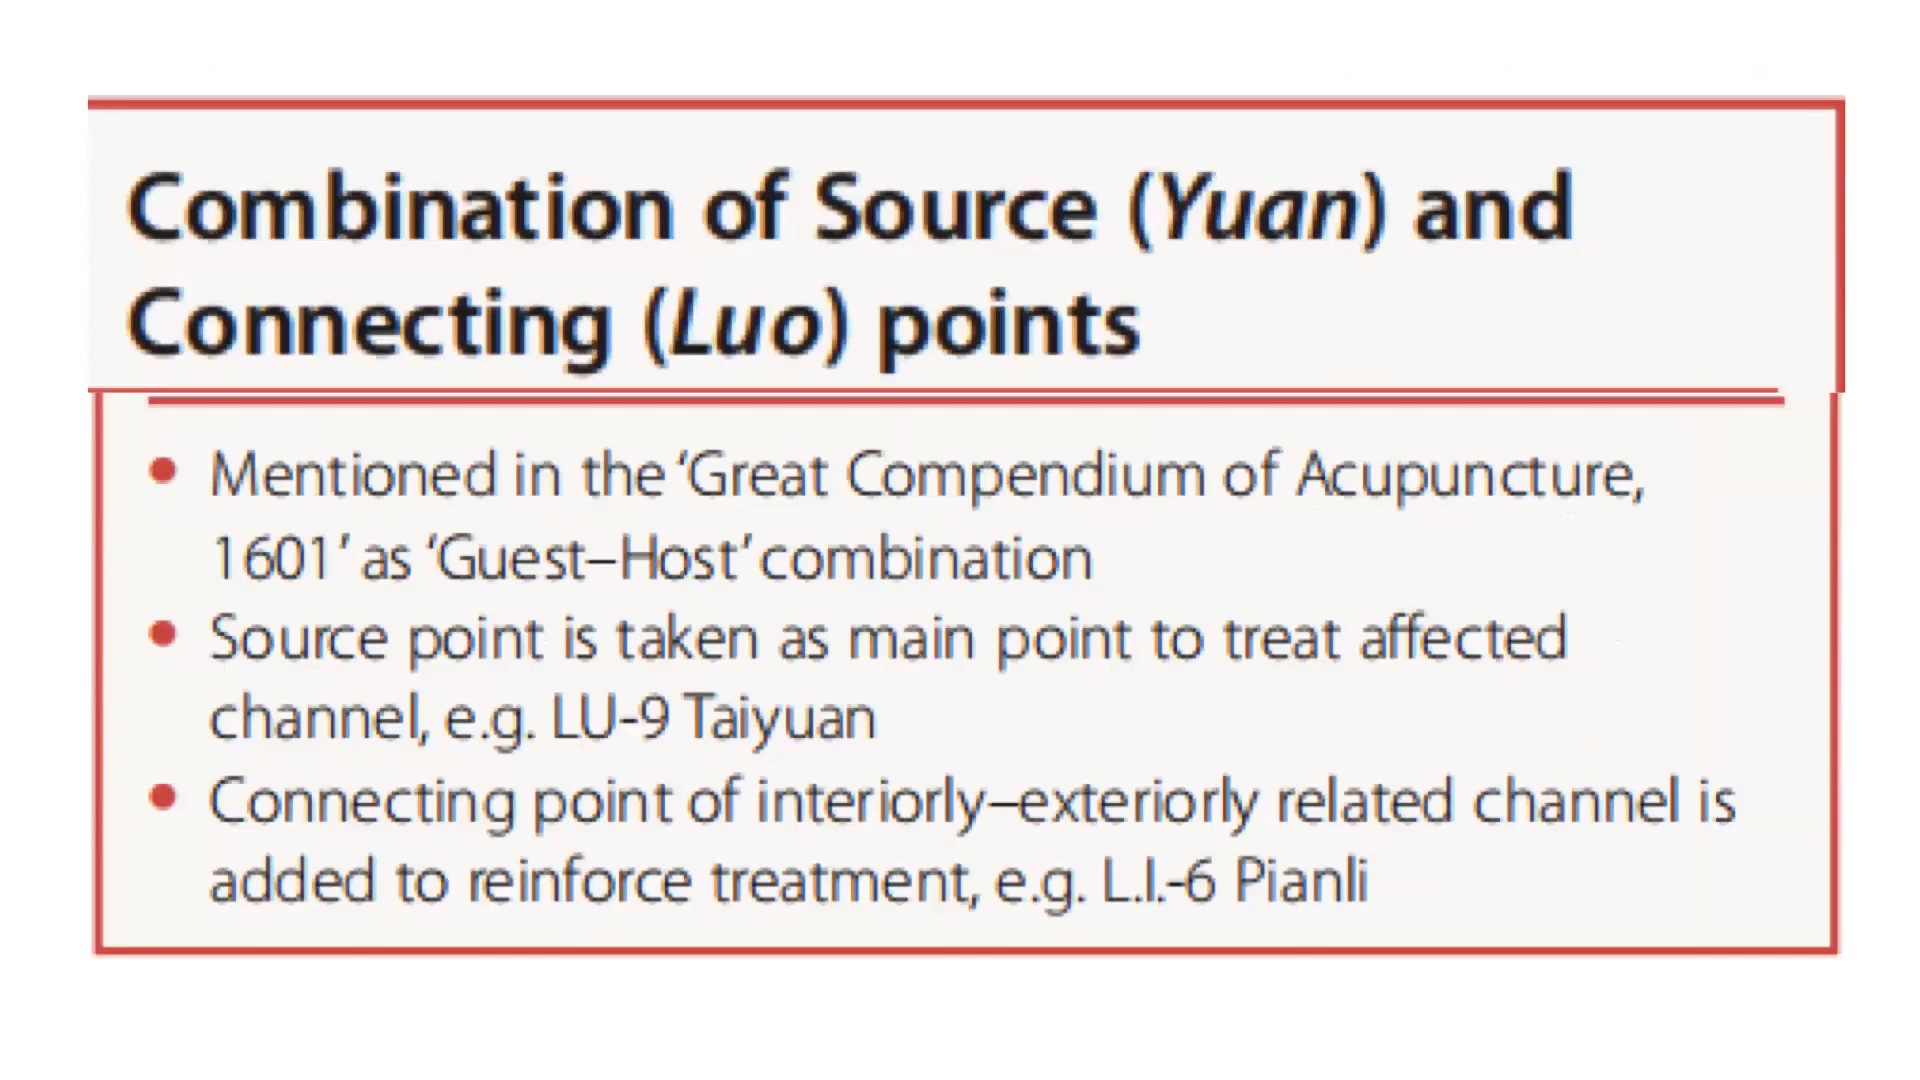 Combination of Source (Yuan) and
Connecting (Luo) points
• Mentioned in the ‘Great Compendium of Acupuncture,
1601’ as ‘Guest–Host’ combination
• Source point is taken as main point to treat affected
channel, e.g. LU-9 Taiyuan
• Connecting point of interiorly–exteriorly related channel is
added to reinforce treatment, e.g. L.I.-6 Pianli